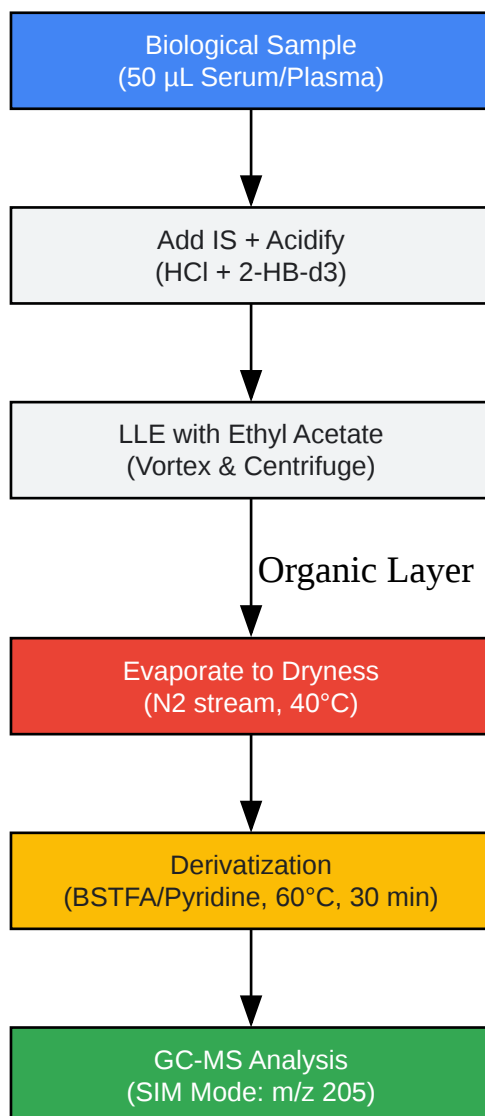 Biological Sample
(50 µL Serum/Plasma)
Add IS + Acidify
(HCl + 2-HB-d3)
LLE with Ethyl Acetate
(Vortex & Centrifuge)
Organic Layer
Evaporate to Dryness
(N2 stream, 40°C)
Derivatization
(BSTFA/Pyridine, 60°C, 30 min)
GC-MS Analysis
(SIM Mode: m/z 205)